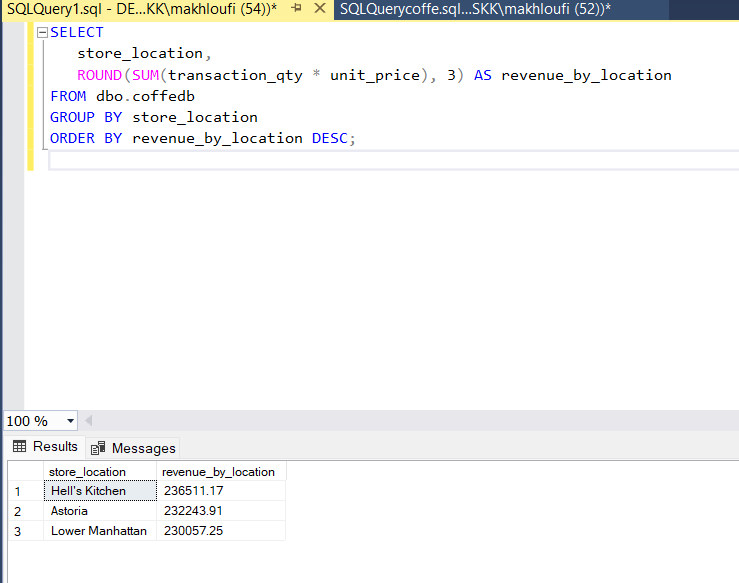 SQLQuery1.sql - DE...KK\makhloufi (54))* SQLQuerycoffe.sql...SKK\makhloufi (52))*
SELECT
store_location,
ROUND(SUM(transaction_qty * unit_price), 3) AS revenue_by_location
FROM dbo.coffedb
GROUP BY store_location
ORDER BY revenue_by_location DESC;
100 %
Results Messages
store_location revenue_by_location
1 Hell's Kitchen 236511.17
2 Astoria 232243.91
3 Lower Manhattan 230057.25